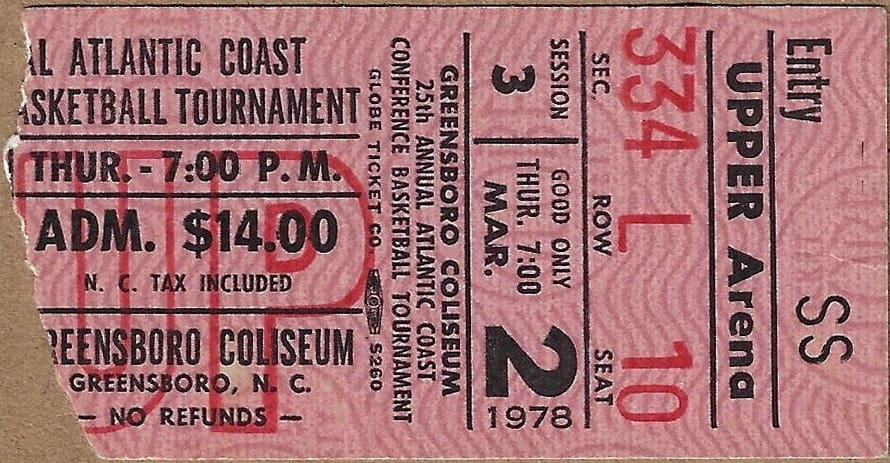 AL ATLANTIC COAST
ASKETBALL TOURNAMENT
THUR. - 7:00 P. M.
ADM. $14.00
N. C. TAX INCLUDED
REENSBORO COLISEUM
GREENSBORO, N. C.
— NO REFUNDS —
UP
GLOBE TICKET CO. 5260
GREENSBORO COLISEUM
25th ANNUAL ATLANTIC COAST
CONFERENCE BASKETBALL TOURNAMENT
SESSION
3
GOOD ONLY
THUR. 7:00
MAR.
2
1978
SEC. ROW SEAT
334 L 10
UPPER Arena
Entry SS